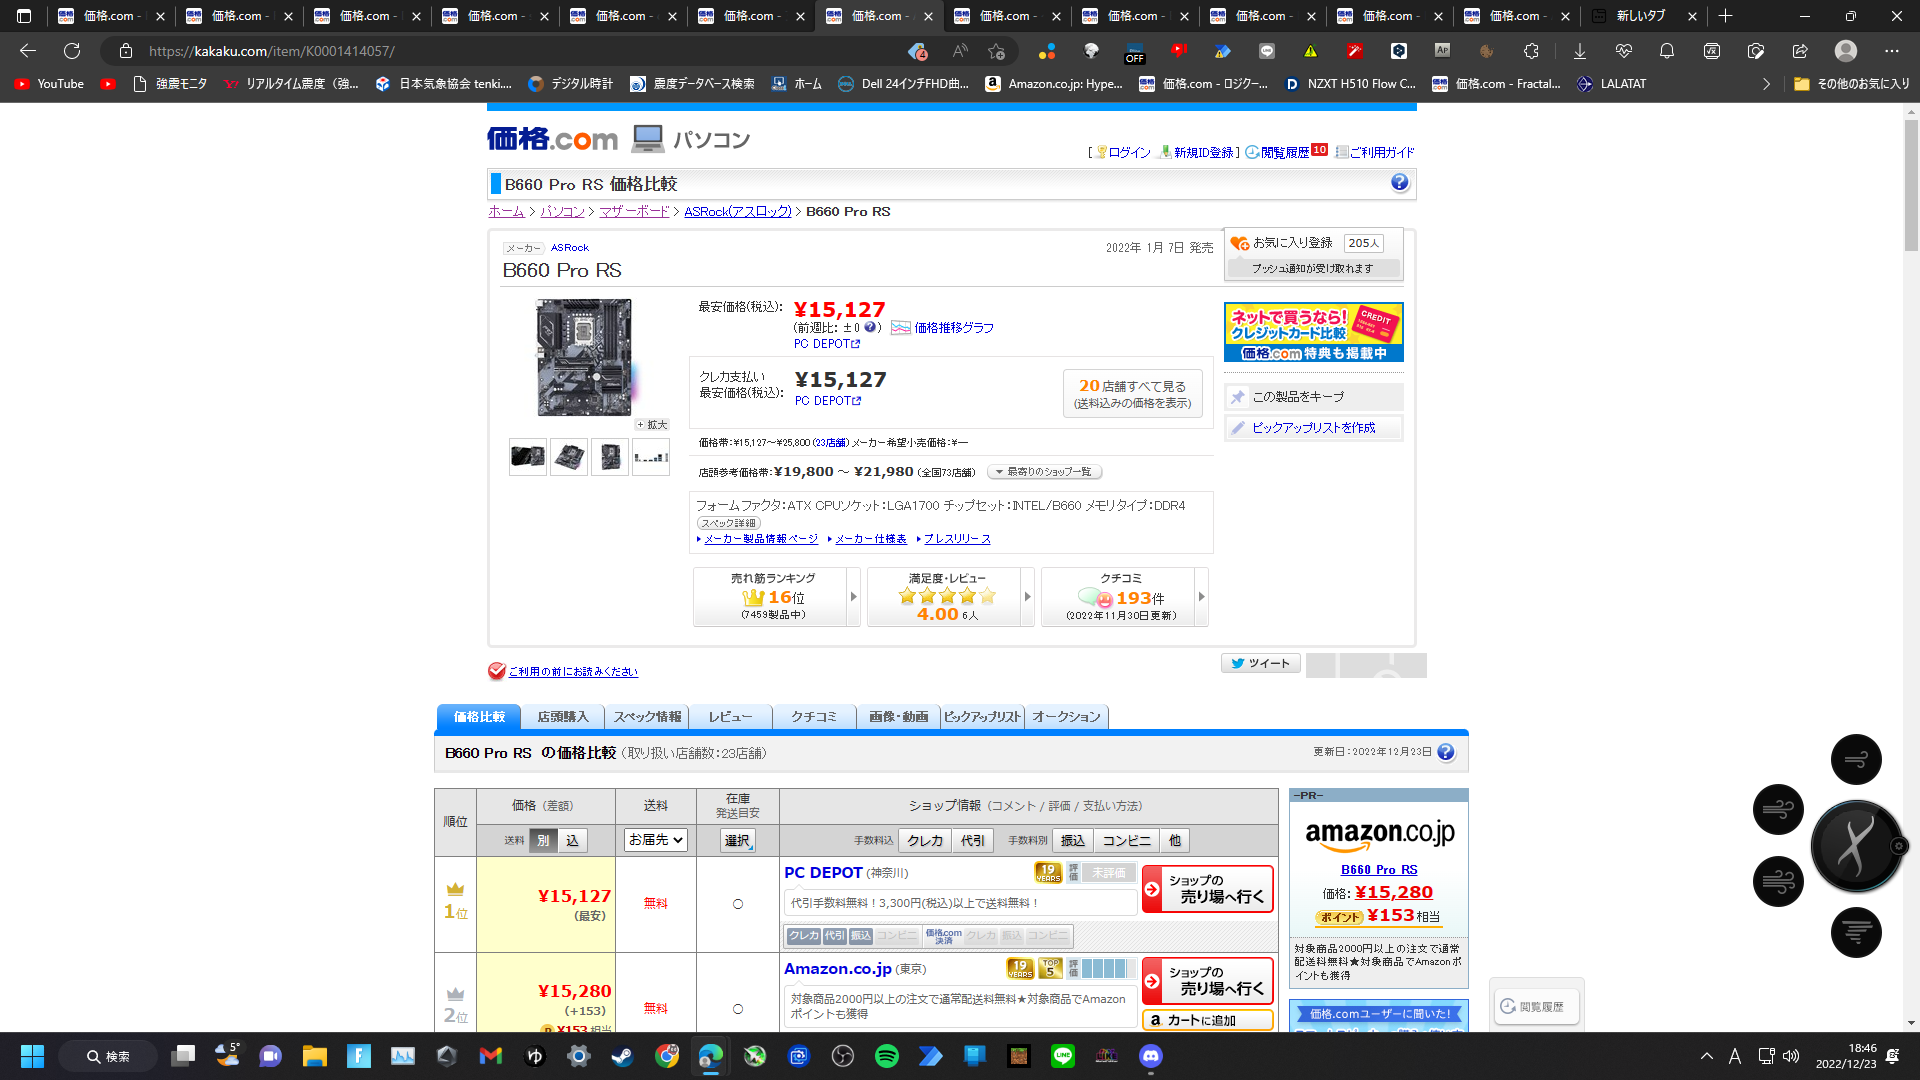 価格.com -
価格.com -
価格.com -
価格.com -
価格.com -
価格.com -
価格.com -
価格.com -
価格.com -
価格.com -
価格.com -
価格.com -
新しいタブ
https://kakaku.com/item/K0001414057/
4
OFF
AP
YouTube
強震モニタ
リアルタイム震度（強...
日本気象協会 tenki....
デジタル時計
震度データベース検索
ホーム
Dell 24インチFHD曲...
Amazon.co.jp: Hype...
価格.com - ロジクー...
NZXT H510 Flow C...
価格.com - Fractal...
LALATAT
その他のお気に入り
価格.com パソコン
[ ログイン 新規ID登録 ] 閲覧履歴 10 ご利用ガイド
B660 Pro RS 価格比較
ホーム > パソコン > マザーボード > ASRock(アスロック) > B660 Pro RS
メーカー ASRock
B660 Pro RS
2022年 1月 7日 発売
お気に入り登録 205人
プッシュ通知が受け取れます
最安価格(税込)：
¥15,127
(前週比：±0 ) 価格推移グラフ
PC DEPOT
クレカ支払い
最安価格(税込)：
¥15,127
PC DEPOT
20店舗すべて見る
(送料込みの価格を表示)
+ 拡大
ネットで買うなら!
クレジットカード比較
CREDIT
価格.com 特典も掲載中
この製品をキープ
ピックアップリストを作成
価格帯：¥15,127～¥25,800 (23店舗) メーカー希望小売価格：¥―
店頭参考価格帯：¥19,800 ～ ¥21,980 (全国73店舗)
最寄りのショップ一覧
フォームファクタ：ATX CPUソケット：LGA1700 チップセット：INTEL/B660 メモリタイプ：DDR4
スペック詳細
メーカー製品情報ページ メーカー仕様表 プレスリリース
売れ筋ランキング
16位
(7459製品中)
満足度・レビュー
4.00 6人
クチコミ
193件
(2022年11月30日更新)
ご利用の前にお読みください
ツイート
価格比較 店頭購入 スペック情報 レビュー クチコミ 画像・動画 ピックアップリスト オークション
B660 Pro RS の価格比較 (取り扱い店舗数：23店舗)
更新日：2022年12月23日
順位
価格（差額）
送料 別 込
送料
お届先
在庫
発送目安
選択
ショップ情報（コメント / 評価 / 支払い方法）
手数料込 クレカ 代引 手数料別 振込 コンビニ 他
1位
¥15,127
(最安)
無料
○
PC DEPOT (神奈川)
19 YEARS
評価 未評価
代引手数料無料！3,300円(税込)以上で送料無料！
クレカ 代引 振込 コンビニ 価格.com 決済 クレカ 振込 コンビニ
ショップの
売り場へ行く
2位
¥15,280
(+153)
¥153相当
無料
○
Amazon.co.jp (東京)
19 YEARS
TOP 5
評価
対象商品2000円以上の注文で通常配送料無料★対象商品でAmazon
ポイントも獲得
ショップの
売り場へ行く
カートに追加
-PR-
amazon.co.jp
B660 Pro RS
価格: ¥15,280
ポイント ¥153相当
対象商品2000円以上の注文で通常
配送料無料★対象商品でAmazonポ
イントも獲得
価格.comユーザーに聞いた!
閲覧履歴
検索
5°
A
18:46
2022/12/23